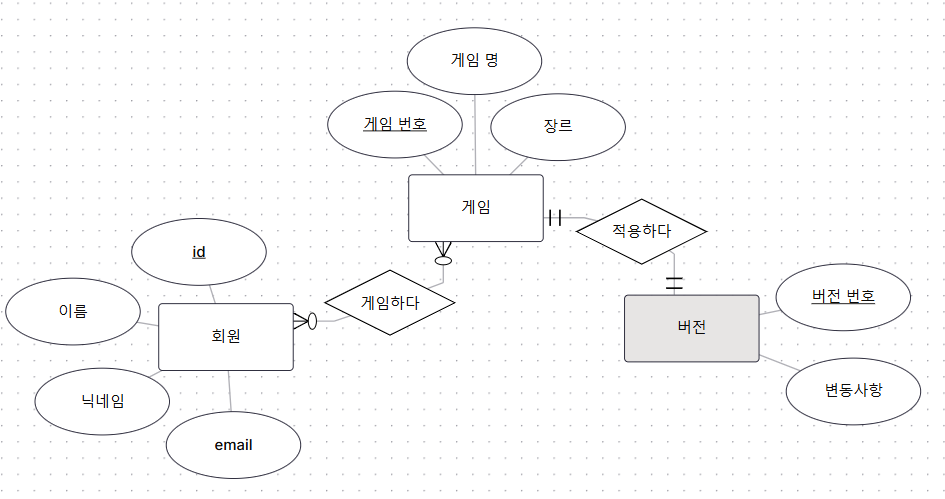 게임 명
게임 번호
장르
게임
적용하다
id
이름
회원
게임하다
버전
버전 번호
닉네임
변동사항
email